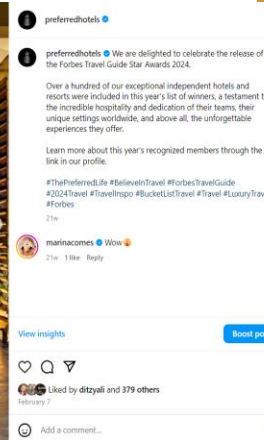 preferredhotels
preferredhotels We are delighted to celebrate the release of
the Forbes Travel Guide Star Awards 2024.
Over a hundred of our exceptional independent hotels and
resorts were included in this year's list of winners, a testament t
the incredible hospitality and dedication of their teams, their
unique settings worldwide, and above all, the unforgettable
experiences they offer.
Learn more about this year's recognized members through the
link in our profile.
#ThePreferredLife #BelieveInTravel #ForbesTravelGuide
#2024Travel #TravelInspo #BucketListTravel #Travel #LuxuryTrav
#Forbes
21w
marinacomes Wow😱
21w 1 like Reply
View insights Boost po
Liked by ditzyali and 379 others
February 7
Add a comment...